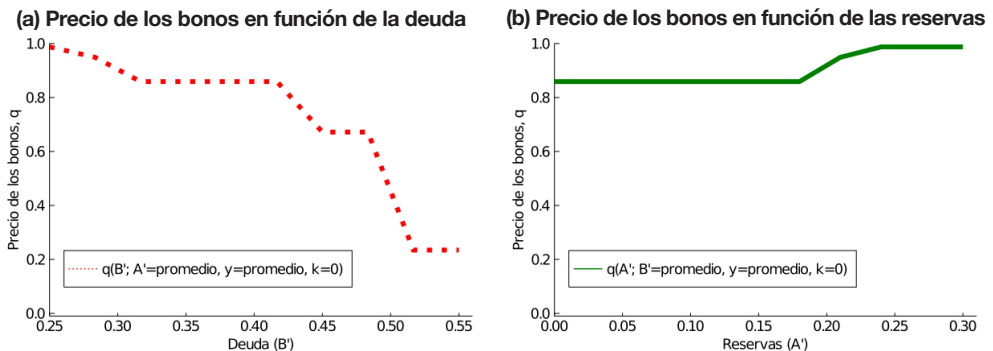 (a) Precio de los bonos en función de la deuda
Precio de los bonos, q
1.0
0.8
0.6
0.4
0.2
0.0
q(B'; A'=promedio, y=promedio, k=0)
0.25 0.30 0.35 0.40 0.45 0.50 0.55
Deuda (B')
(b) Precio de los bonos en función de las reservas
Precio de los bonos, q
1.0
0.8
0.6
0.4
0.2
0.0
q(A'; B'=promedio, y=promedio, k=0)
0.00 0.05 0.10 0.15 0.20 0.25 0.30
Reservas (A')